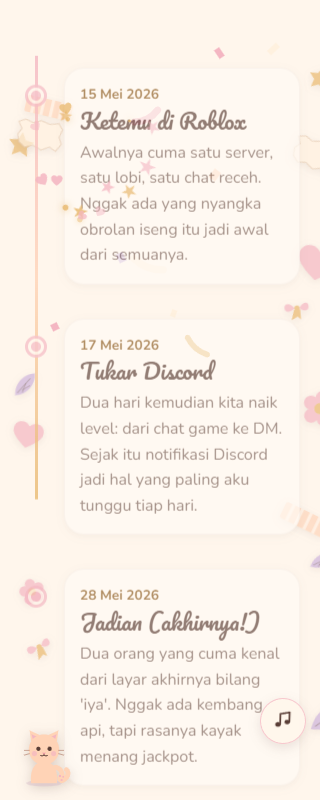 15 Mei 2026
Ketemu di Roblox
Awalnya cuma satu server,
satu lobi, satu chat receh.
Nggak ada yang nyangka
obrolan iseng itu jadi awal
dari semuanya.
17 Mei 2026
Tukar Discord
Dua hari kemudian kita naik
level: dari chat game ke DM.
Sejak itu notifikasi Discord
jadi hal yang paling aku
tunggu tiap hari.
28 Mei 2026
Jadian (akhirnya!)
Dua orang yang cuma kenal
dari layar akhirnya bilang
'iya'. Nggak ada kembang
api, tapi rasanya kayak
menang jackpot.